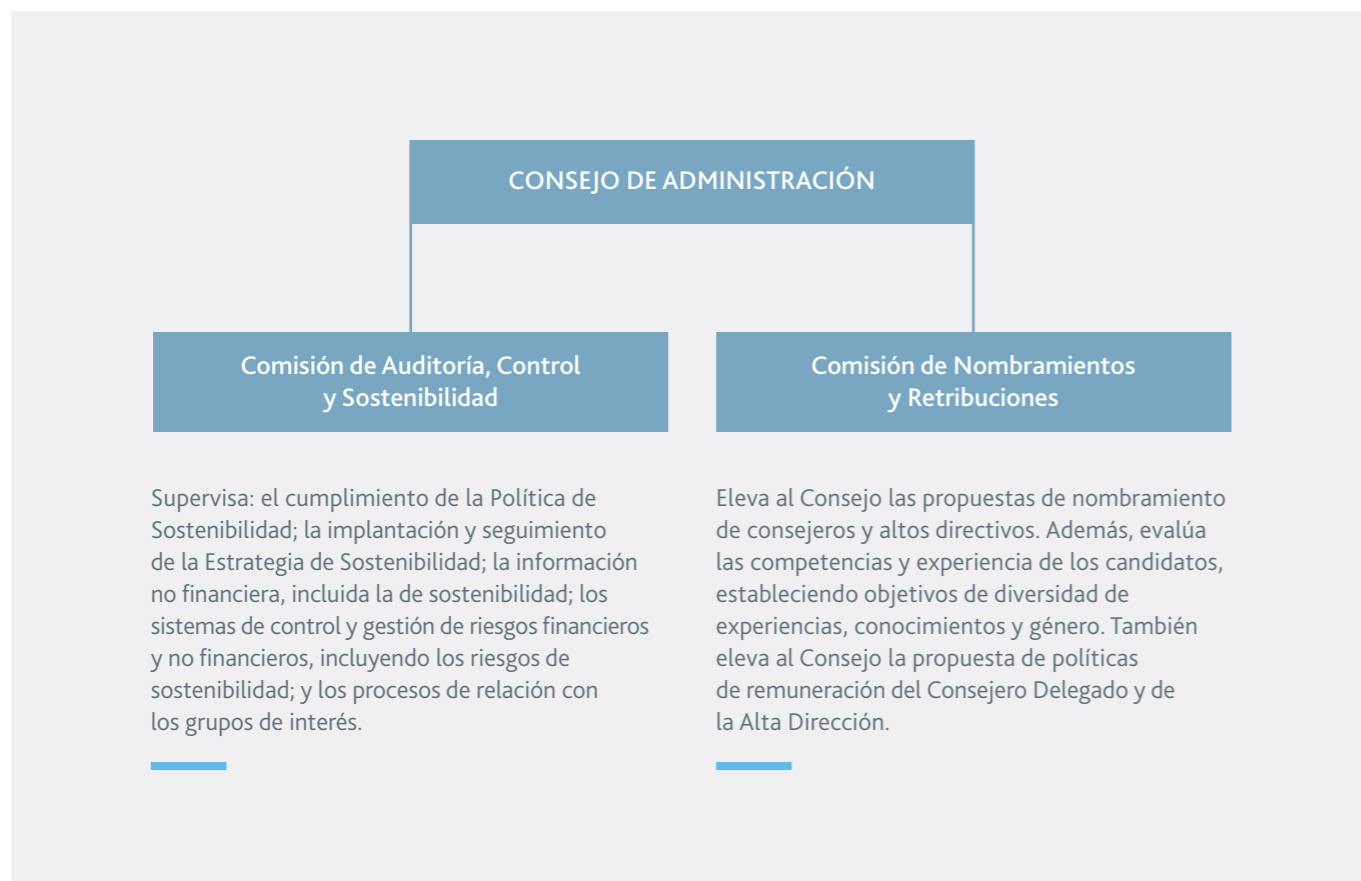 CONSEJO DE ADMINISTRACIÓN
Comisión de Auditoría, Control
y Sostenibilidad
Supervisa: el cumplimiento de la Política de
Sostenibilidad; la implantación y seguimiento
de la Estrategia de Sostenibilidad; la información
no financiera, incluida la de sostenibilidad; los
sistemas de control y gestión de riesgos financieros
y no financieros, incluyendo los riesgos de
sostenibilidad; y los procesos de relación con
los grupos de interés.
Comisión de Nombramientos
y Retribuciones
Eleva al Consejo las propuestas de nombramiento
de consejeros y altos directivos. Además, evalúa
las competencias y experiencia de los candidatos,
estableciendo objetivos de diversidad de
experiencias, conocimientos y género. También
eleva al Consejo la propuesta de políticas
de remuneración del Consejero Delegado y de
la Alta Dirección.